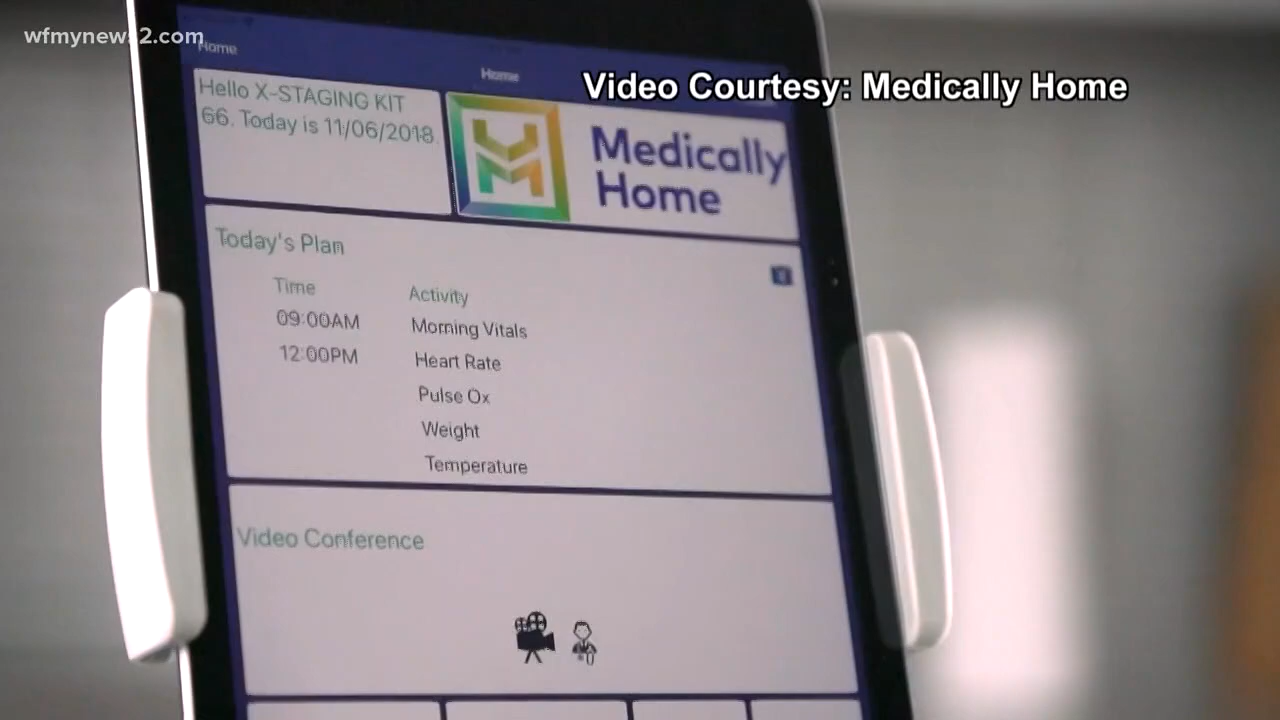 wfmynews2.com
Video Courtesy: Medically Home
Home
Home
Hello X-STAGING KIT
66. Today is 11/06/2018.
Medically
Home
Today's Plan
Time Activity
09:00AM Morning Vitals
12:00PM Heart Rate
Pulse Ox
Weight
Temperature
Video Conference